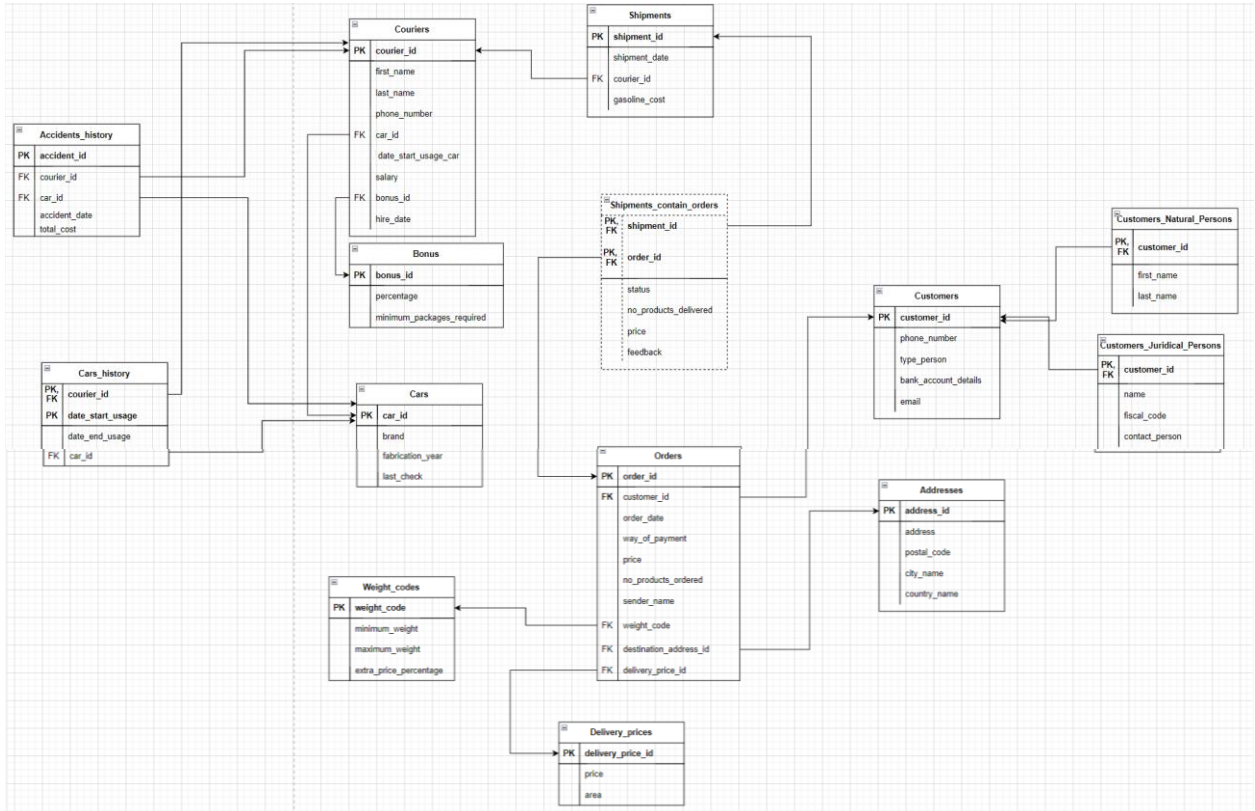 Couriers
PK courier_id
first_name
last_name
phone_number
FK car_id
date_start_usage_car
salary
FK bonus_id
hire_date
Shipments
PK shipment_id
shipment_date
FK courier_id
gasoline_cost
Accidents_history
PK accident_id
FK courier_id
FK car_id
accident_date
total_cost
Shipments_contain_orders
PK,
FK shipment_id
PK,
FK order_id
status
no_products_delivered
price
feedback
Customers_Natural_Persons
PK,
FK customer_id
first_name
last_name
Bonus
PK bonus_id
percentage
minimum_packages_required
Customers
PK customer_id
phone_number
type_person
bank_account_details
email
Customers_Juridical_Persons
PK,
FK customer_id
name
fiscal_code
contact_person
Cars_history
PK,
FK courier_id
PK date_start_usage
date_end_usage
FK car_id
Cars
PK car_id
brand
fabrication_year
last_check
Orders
PK order_id
FK customer_id
order_date
way_of_payment
price
no_products_ordered
sender_name
FK weight_code
FK destination_address_id
FK delivery_price_id
Addresses
PK address_id
address
postal_code
city_name
country_name
Weight_codes
PK weight_code
minimum_weight
maximum_weight
extra_price_percentage
Delivery_prices
PK delivery_price_id
price
area